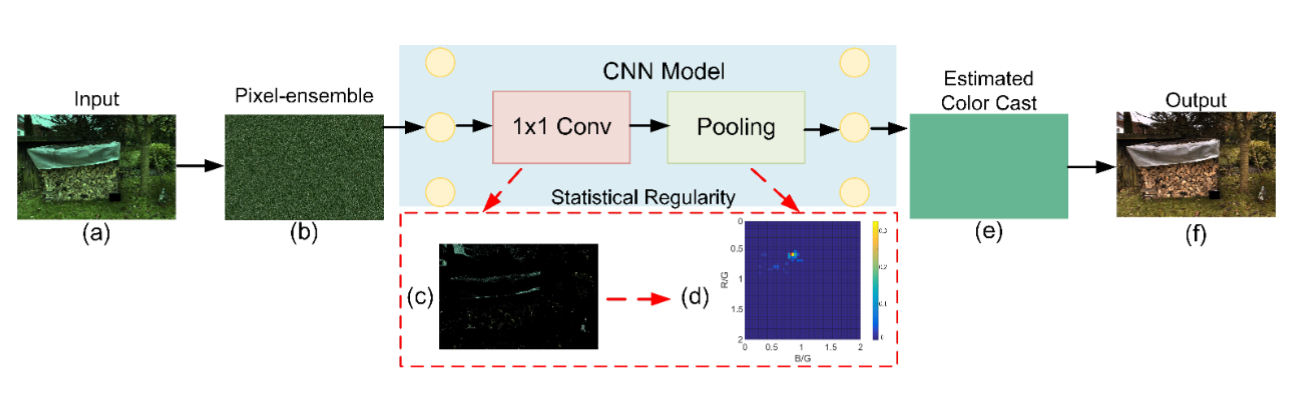 Input
(a)
Pixel-ensemble
(b)
CNN Model
1x1 Conv
Pooling
Statistical Regularity
(c)
(d)
R/G
0
0.5
1
1.5
2
0
0.5
1
1.5
2
B/G
0.3
0.2
0.1
0
Estimated
Color Cast
(e)
Output
(f)